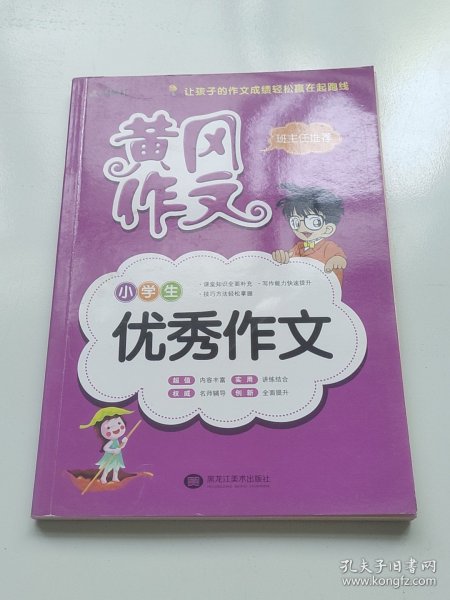 让孩子的作文成绩轻松赢在起跑线
黄冈
作文
班主任推荐
小学生
·课堂知识全面补充 ·写作能力快速提升
·技巧方法轻松掌握
优秀作文
超值 内容丰富 实用 讲练结合
权威 名师辅导 创新 全面提升
黑龙江美术出版社
孔夫子旧书网
www.kongfz.com